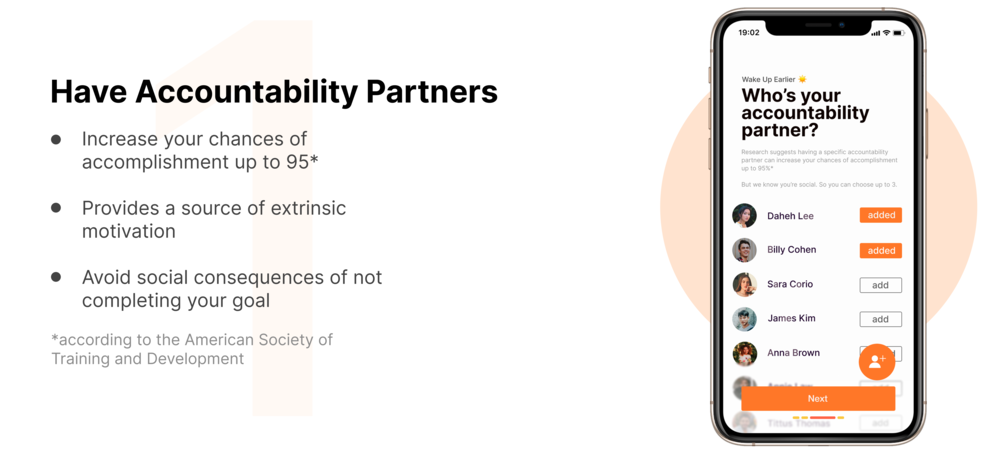 1
Have Accountability Partners
Increase your chances of
accomplishment up to 95*
Provides a source of extrinsic
motivation
Avoid social consequences of not
completing your goal
*according to the American Society of
Training and Development
19:02
Wake Up Earlier 🌞
Who's your
accountability
partner?
Research suggests having a specific accountability
partner can increase your chances of accomplishment
up to 95%*
But we know you're social. So you can choose up to 3.
Daheh Lee added
Billy Cohen added
Sara Corio add
James Kim add
Anna Brown
Next
Tittus Thomas add